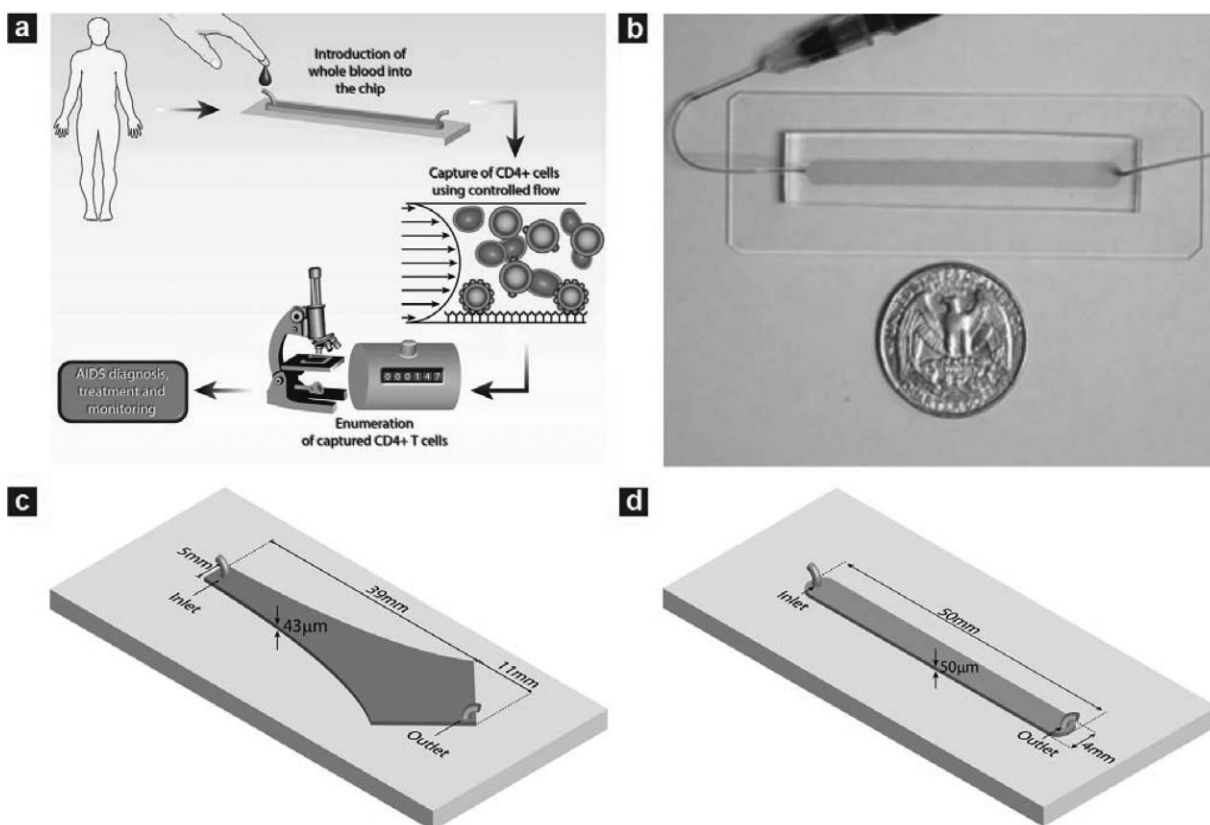 a
Introduction of
whole blood into
the chip
Capture of CD4+ cells
using controlled flow
000147
AIDS diagnosis,
treatment and
monitoring
Enumeration
of captured CD4+ T cells
b
c
5mm
Inlet
39mm
43μm
11mm
Outlet
d
Inlet
50mm
50μm
Outlet
4mm